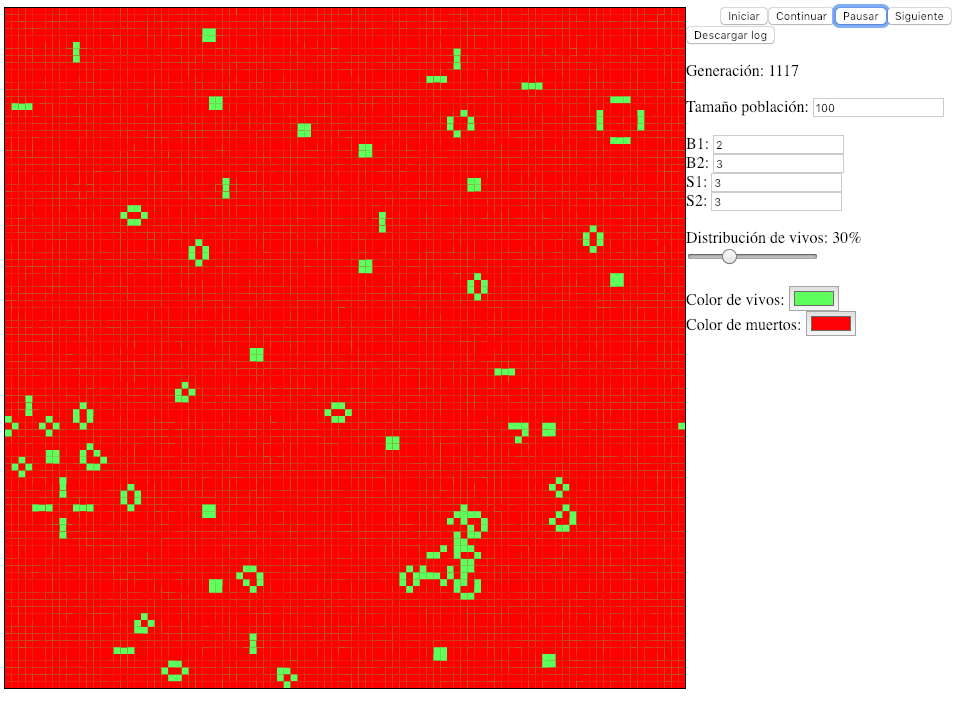 Iniciar Continuar Pausar Siguiente
Descargar log
Generación: 1117
Tamaño población: 100
B1: 2
B2: 3
S1: 3
S2: 3
Distribución de vivos: 30%
Color de vivos:
Color de muertos: